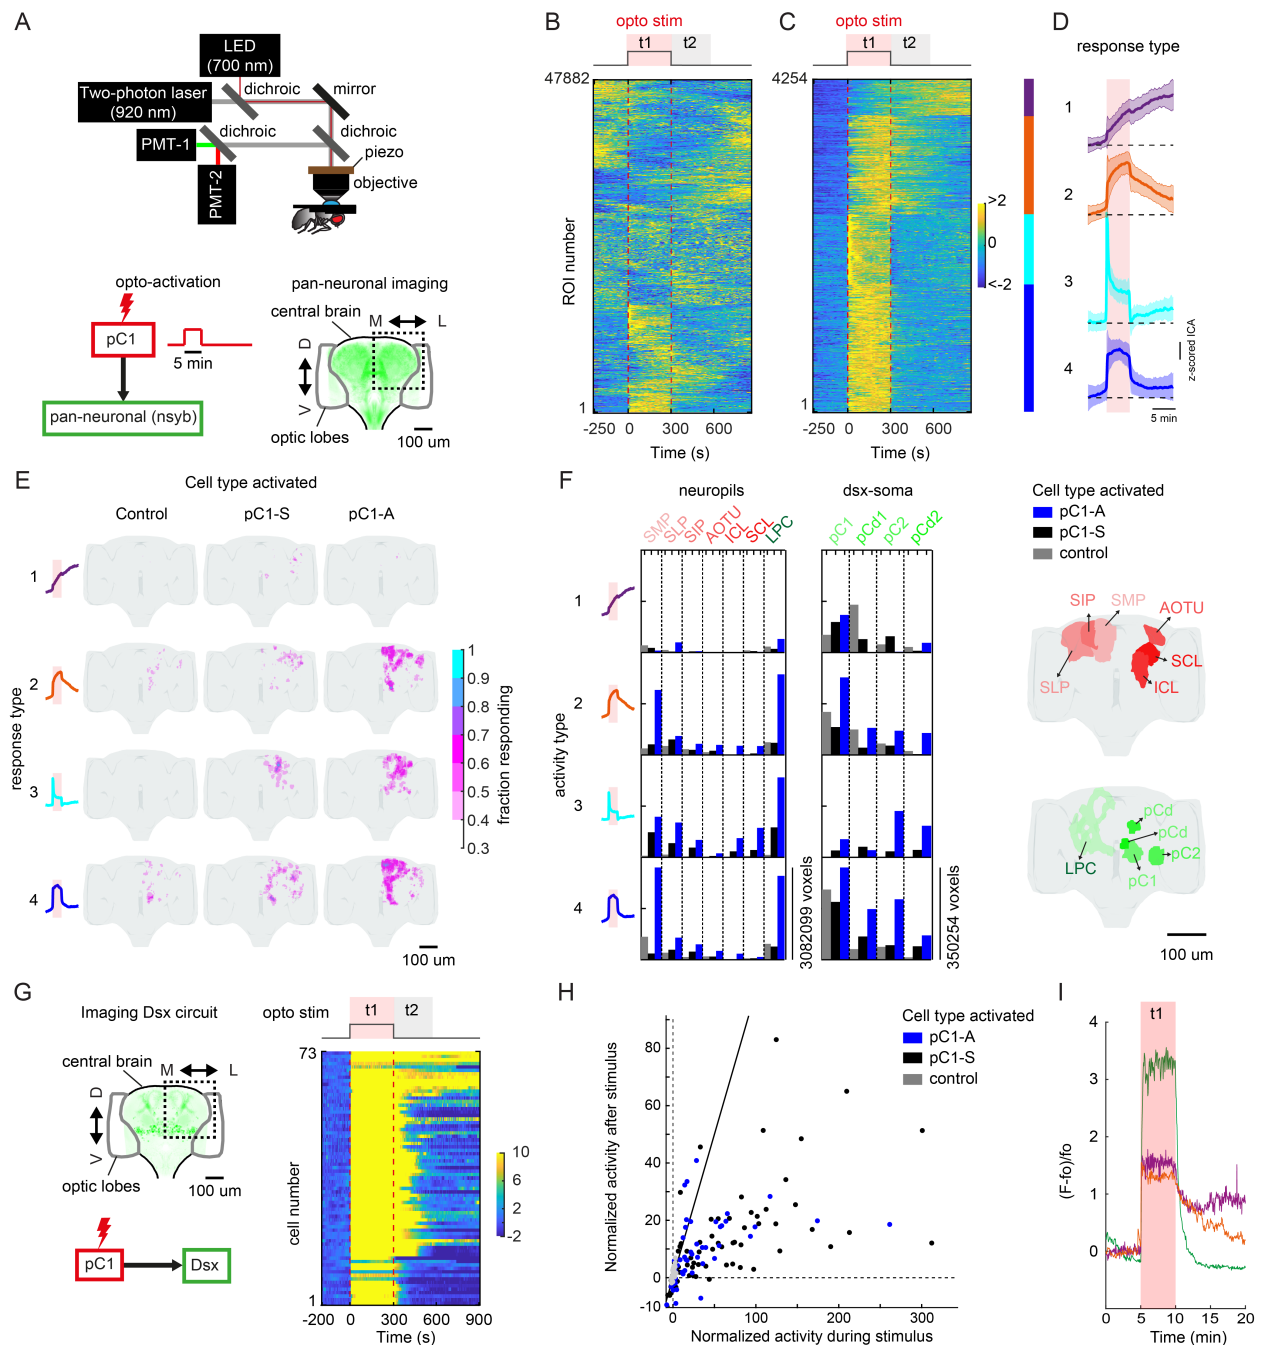 A
LED
(700 nm)
Two-photon laser
(920 nm)
dichroic
mirror
PMT-1
dichroic
dichroic
piezo
objective
PMT-2
opto-activation
pC1
5 min
pan-neuronal (nsyb)
pan-neuronal imaging
central brain
M
L
D
V
optic lobes
100 um
B
opto stim
t1
t2
47882
ROI number
1
-250
0
300
600
Time (s)
C
opto stim
t1
t2
4254
1
-250
0
300
600
Time (s)
>2
0
<-2
D
response type
1
2
3
4
z-scored ICA
5 min
E
Cell type activated
Control
pC1-S
pC1-A
response type
1
2
3
4
1
0.9
0.8
0.7
0.6
0.5
0.4
0.3
fraction responding
100 um
F
neuropils
dsx-soma
SMP
SLP
SIP
AOTU
ICL
SCL
LPC
pC1
pCd1
pC2
pCd2
activity type
1
2
3
4
3082099 voxels
350254 voxels
Cell type activated
pC1-A
pC1-S
control
SIP
SMP
AOTU
SCL
SLP
ICL
pCd
pCd
pC2
LPC
pC1
100 um
G
Imaging Dsx circuit
central brain
M
L
D
V
optic lobes
100 um
pC1
Dsx
opto stim
t1
t2
73
cell number
1
-200
0
300
600
900
Time (s)
10
6
2
-2
H
Cell type activated
pC1-A
pC1-S
control
Normalized activity after stimulus
80
60
40
20
0
-10
0
100
200
300
Normalized activity during stimulus
I
t1
(F-fo)/fo
4
3
2
1
0
0
5
10
15
20
Time (min)